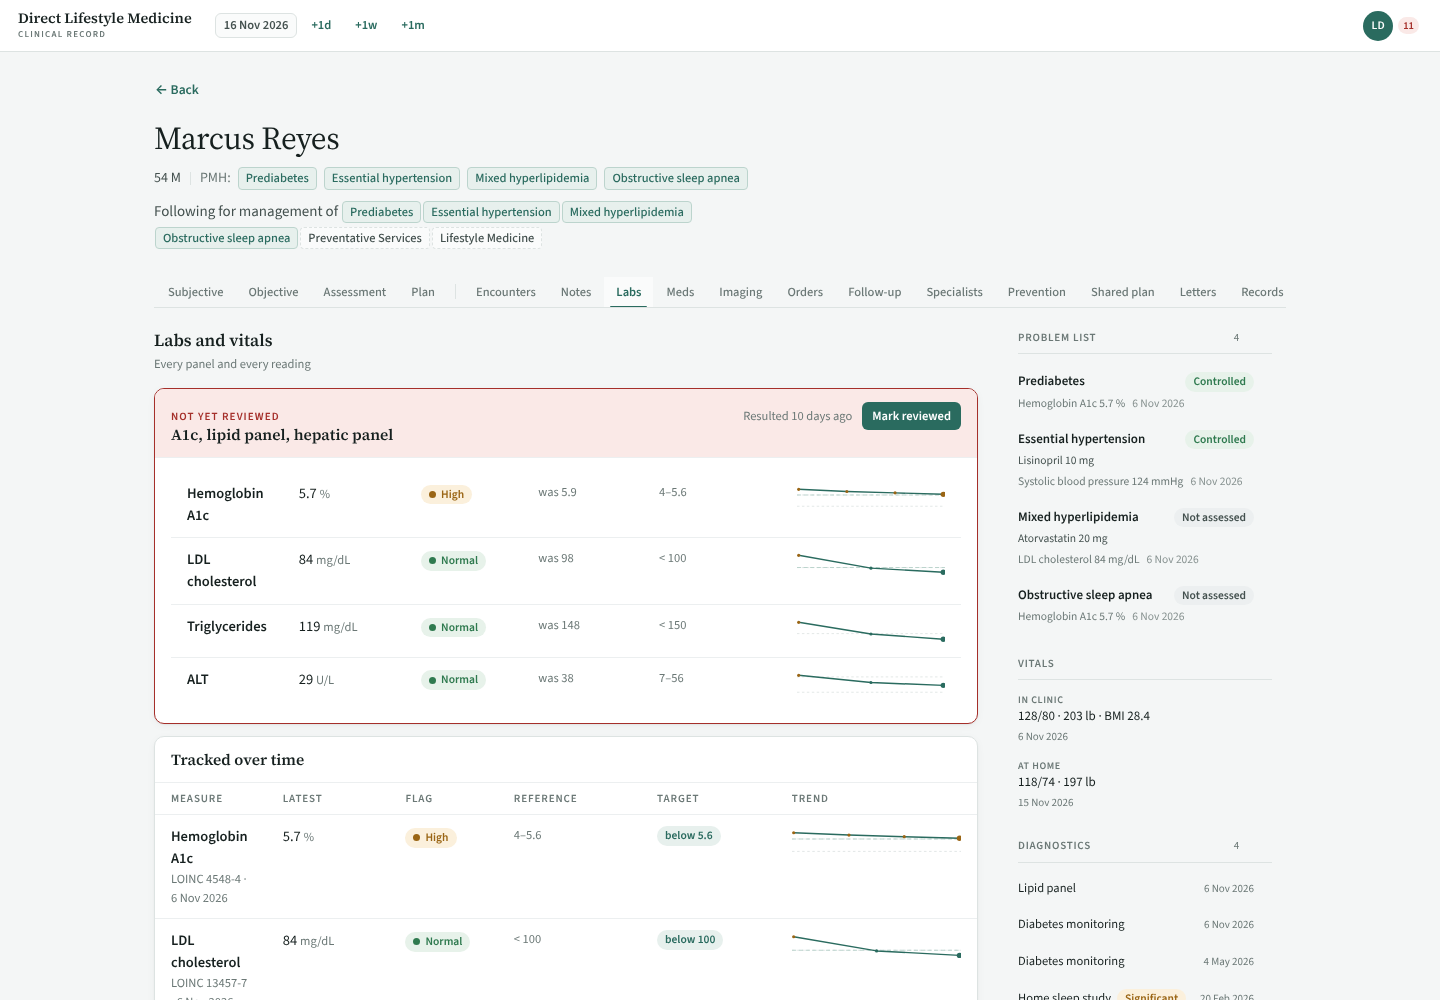 Direct Lifestyle Medicine
CLINICAL RECORD
16 Nov 2026
+1d
+1w
+1m
LD
11
← Back
Marcus Reyes
54 M
PMH:
Prediabetes
Essential hypertension
Mixed hyperlipidemia
Obstructive sleep apnea
Following for management of Prediabetes Essential hypertension Mixed hyperlipidemia
Obstructive sleep apnea Preventative Services Lifestyle Medicine
Subjective
Objective
Assessment
Plan
Encounters
Notes
Labs
Meds
Imaging
Orders
Follow-up
Specialists
Prevention
Shared plan
Letters
Records
Labs and vitals
Every panel and every reading
NOT YET REVIEWED
A1c, lipid panel, hepatic panel
Resulted 10 days ago
Mark reviewed
Hemoglobin
A1c
5.7 %
High
was 5.9
4–5.6
LDL
cholesterol
84 mg/dL
Normal
was 98
< 100
Triglycerides
119 mg/dL
Normal
was 148
< 150
ALT
29 U/L
Normal
was 38
7–56
Tracked over time
MEASURE
LATEST
FLAG
REFERENCE
TARGET
TREND
Hemoglobin
A1c
LOINC 4548-4 ·
6 Nov 2026
5.7 %
High
4–5.6
below 5.6
LDL
cholesterol
LOINC 13457-7
· 6 Nov 2026
84 mg/dL
Normal
< 100
below 100
PROBLEM LIST
4
Prediabetes
Controlled
Hemoglobin A1c 5.7 % 6 Nov 2026
Essential hypertension
Controlled
Lisinopril 10 mg
Systolic blood pressure 124 mmHg 6 Nov 2026
Mixed hyperlipidemia
Not assessed
Atorvastatin 20 mg
LDL cholesterol 84 mg/dL 6 Nov 2026
Obstructive sleep apnea
Not assessed
Hemoglobin A1c 5.7 % 6 Nov 2026
VITALS
IN CLINIC
128/80 · 203 lb · BMI 28.4
6 Nov 2026
AT HOME
118/74 · 197 lb
15 Nov 2026
DIAGNOSTICS
4
Lipid panel
6 Nov 2026
Diabetes monitoring
6 Nov 2026
Diabetes monitoring
4 May 2026
Home sleep study
Significant
20 Feb 2026